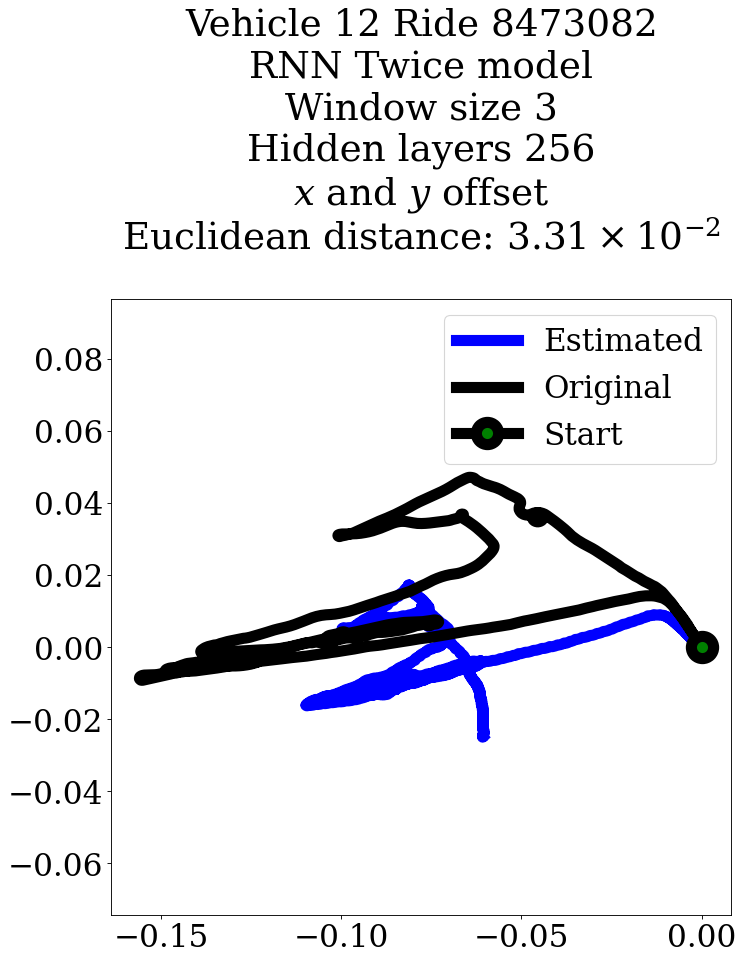 Vehicle 12 Ride 8473082
RNN Twice model
Window size 3
Hidden layers 256
x and y offset
Euclidean distance: 3.31 × 10⁻²
Estimated
Original
Start
0.08
0.06
0.04
0.02
0.00
−0.02
−0.04
−0.06
−0.15 −0.10 −0.05 0.00